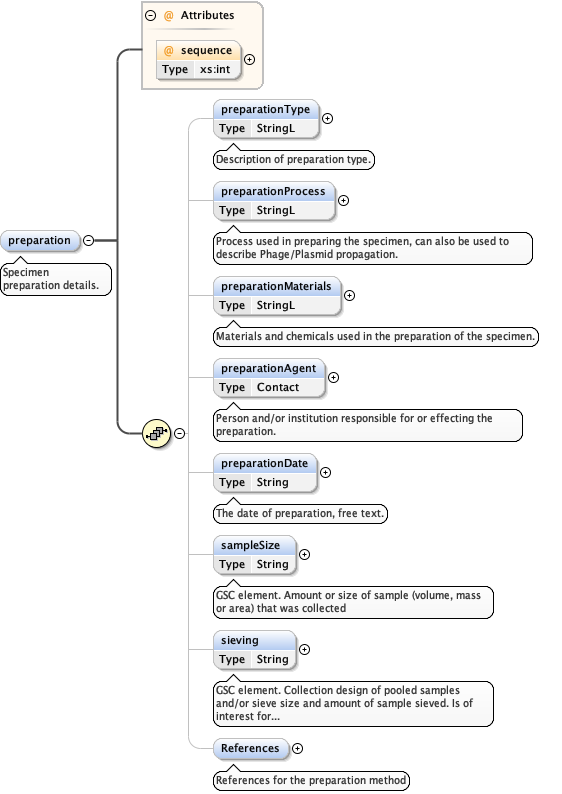 @ Attributes
@ sequence
Type xs:int
preparationType
Type StringL
Description of preparation type.
preparationProcess
Type StringL
Process used in preparing the specimen, can also be used to
describe Phage/Plasmid propagation.
preparation
Specimen
preparation details.
preparationMaterials
Type StringL
Materials and chemicals used in the preparation of the specimen.
preparationAgent
Type Contact
Person and/or institution responsible for or effecting the
preparation.
preparationDate
Type String
The date of preparation, free text.
sampleSize
Type String
GSC element. Amount or size of sample (volume, mass
or area) that was collected
sieving
Type String
GSC element. Collection design of pooled samples
and/or sieve size and amount of sample sieved. Is of
interest for...
References
References for the preparation method